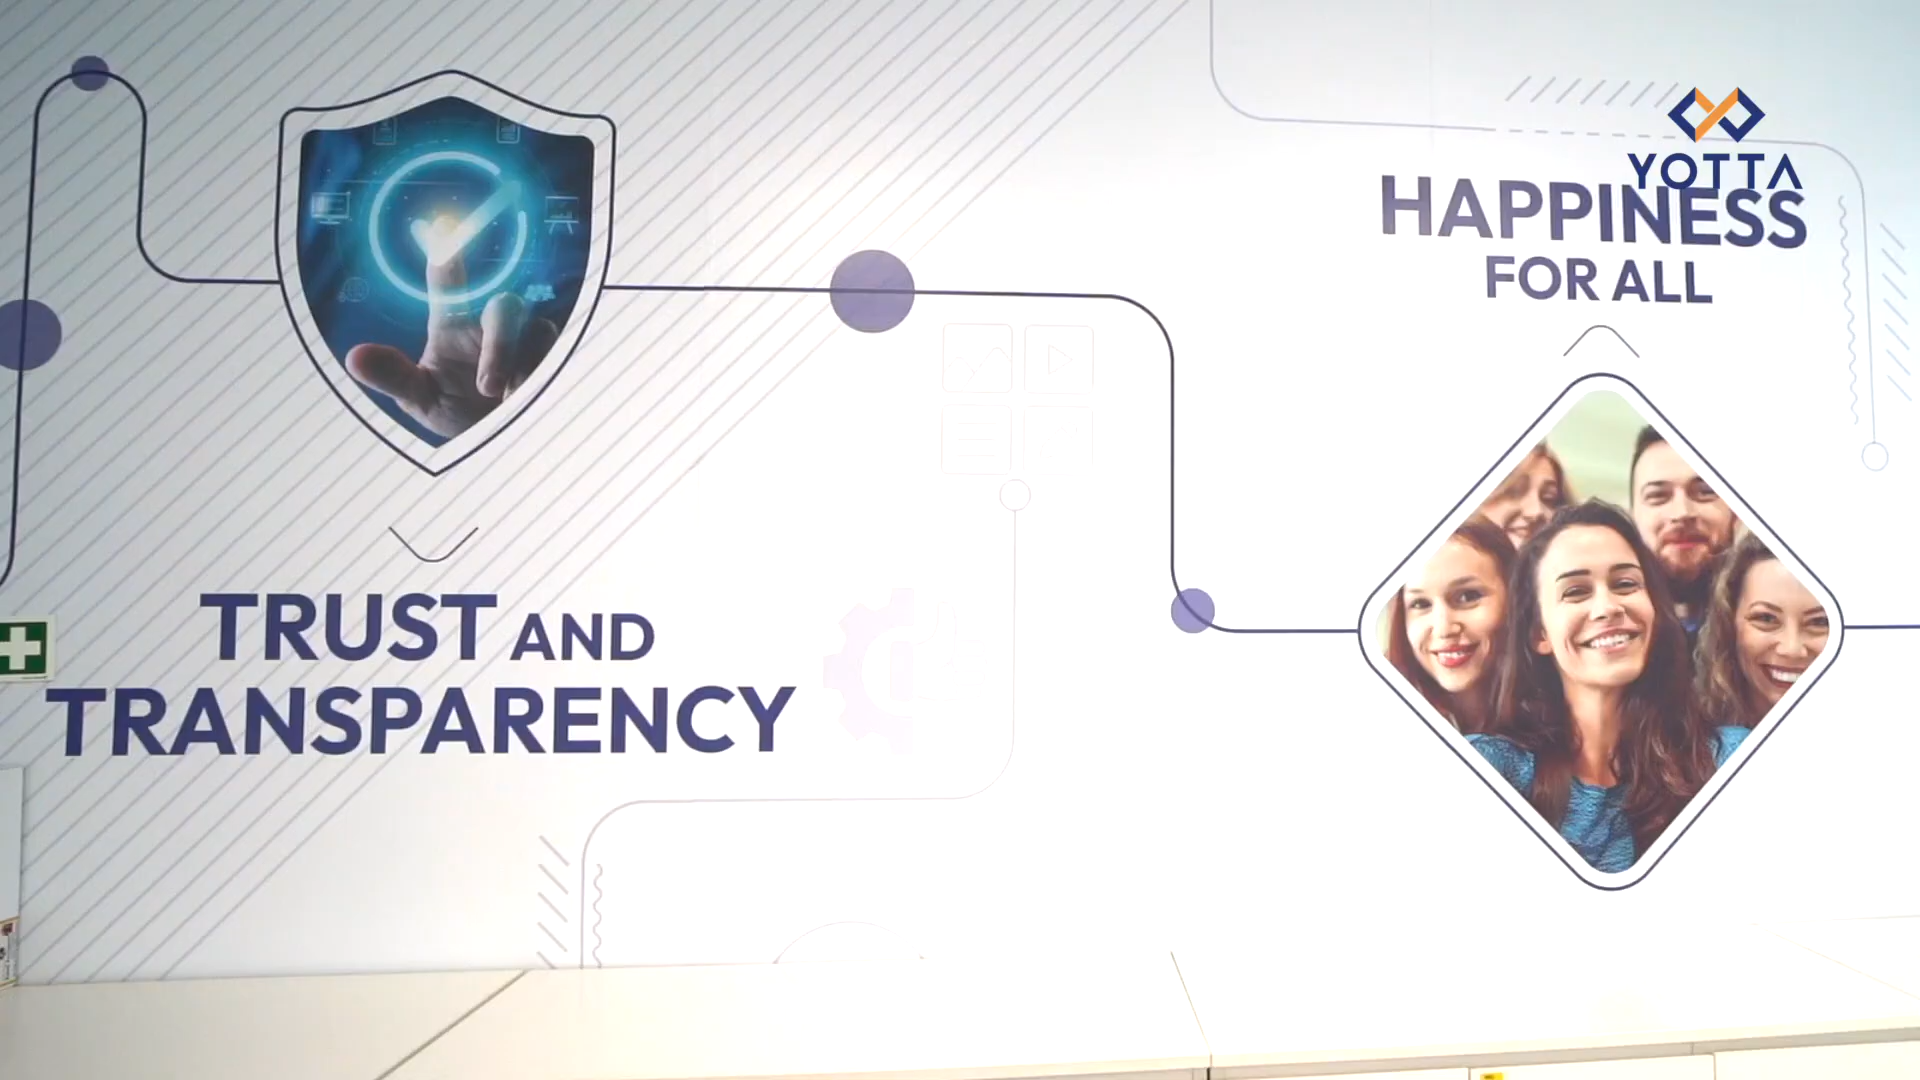 YOTTA
HAPPINESS
FOR ALL
TRUST AND
TRANSPARENCY